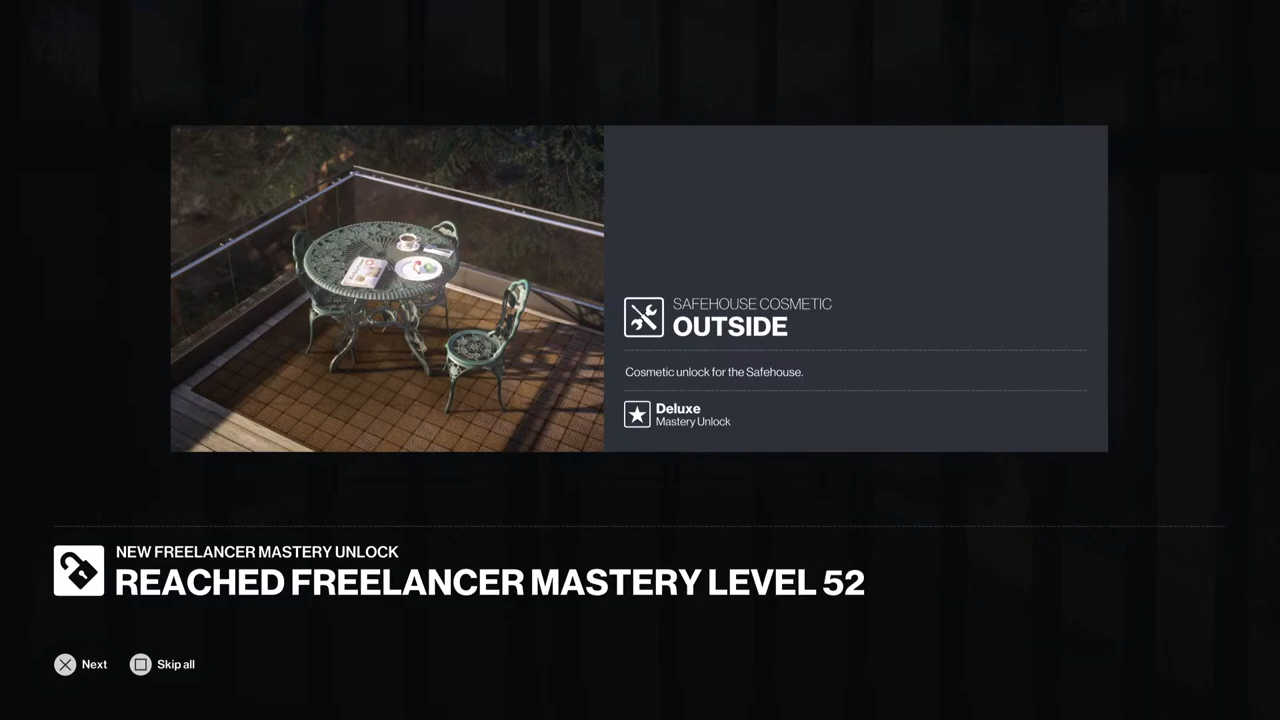 SAFEHOUSE COSMETIC
OUTSIDE
Cosmetic unlock for the Safehouse.
Deluxe
Mastery Unlock
NEW FREELANCER MASTERY UNLOCK
REACHED FREELANCER MASTERY LEVEL 52
Next
Skip all